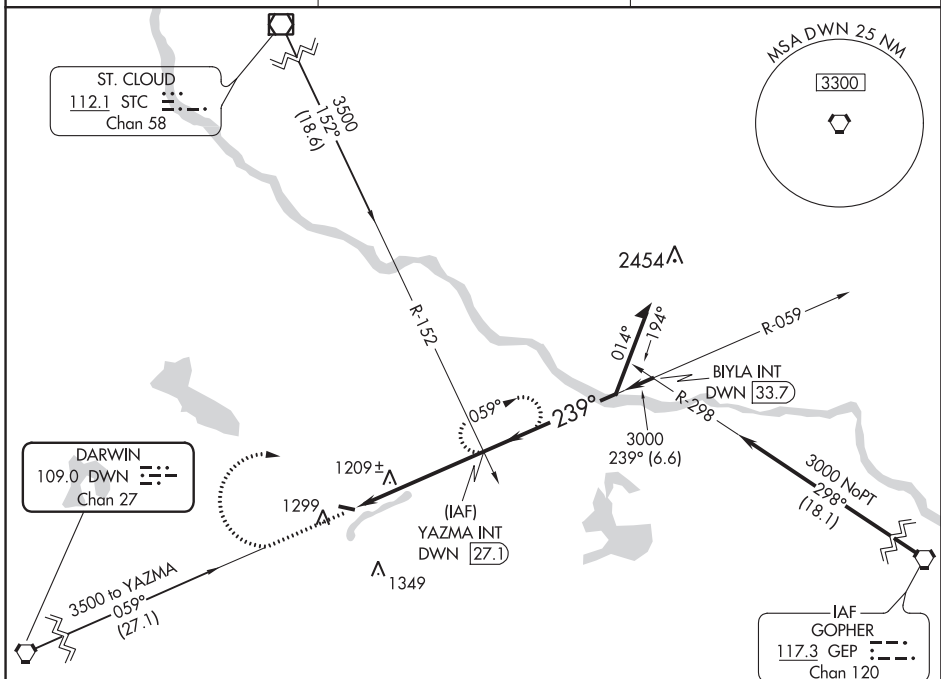 MSA DWN 25 NM
3300
ST. CLOUD
112.1 STC
Chan 58
3500
152°
(18.6)
2454
R-152
014°
194°
R-059
BIYLA INT
DWN 33.7
R-298
059°
239°
3000
239° (6.6)
3000 NoPT
298°
(18.1)
DARWIN
109.0 DWN
Chan 27
1209±
1299
(IAF)
YAZMA INT
DWN 27.1
1349
3500 to YAZMA
059°
(27.1)
IAF
GOPHER
117.3 GEP
Chan 120